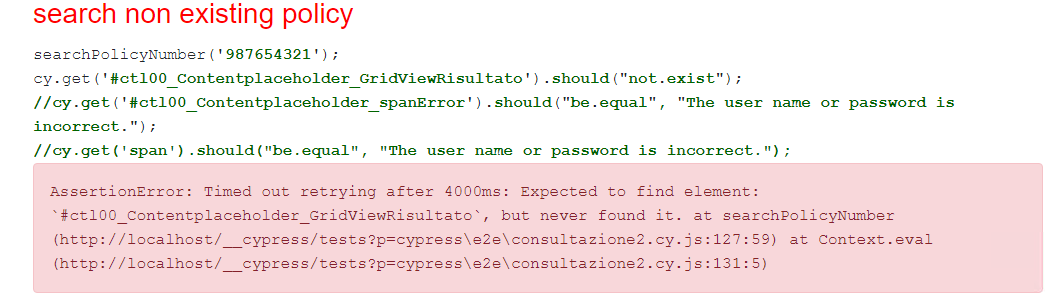 search non existing policy
searchPolicyNumber('987654321');
cy.get('#ctl00_Contentplaceholder_GridViewRisultato').should("not.exist");
//cy.get('#ctl00_Contentplaceholder_spanError').should("be.equal", "The user name or password is
incorrect.");
//cy.get('span').should("be.equal", "The user name or password is incorrect.");
AssertionError: Timed out retrying after 4000ms: Expected to find element:
`#ctl00_Contentplaceholder_GridViewRisultato`, but never found it. at searchPolicyNumber
(http://localhost/__cypress/tests?p=cypress\e2e\consultazione2.cy.js:127:59) at Context.eval
(http://localhost/__cypress/tests?p=cypress\e2e\consultazione2.cy.js:131:5)